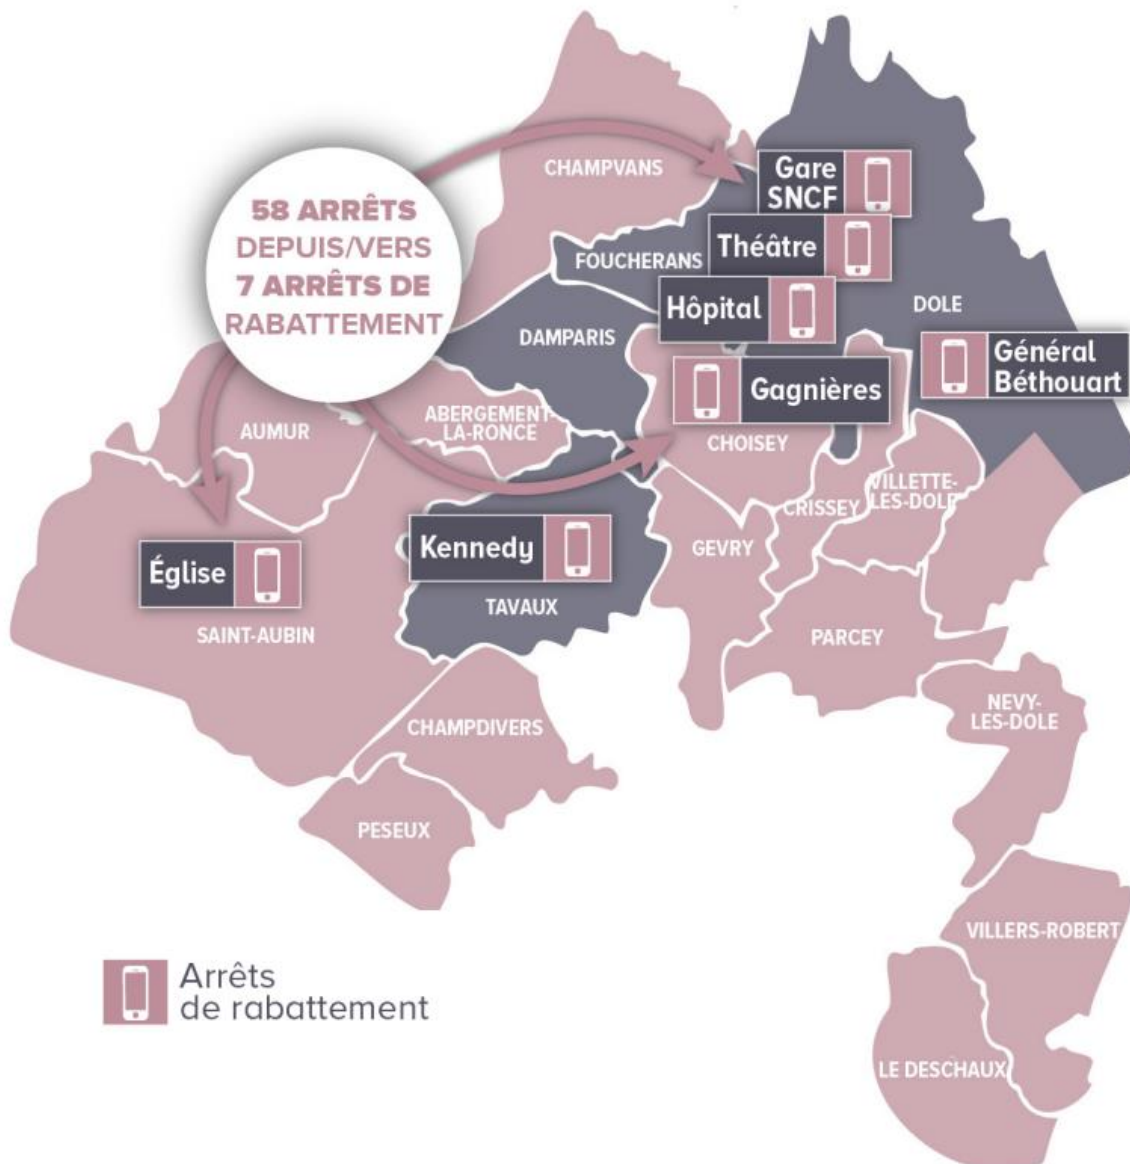 58 ARRÊTS
DEPUIS/VERS
7 ARRÊTS DE
RABATTEMENT
CHAMPVANS
Gare
SNCF
Théâtre
FOUCHERANS
Hôpital
DOLE
DAMPARIS
Général
Béthouart
Gagnières
ABERGEMENT-
LA-RONCE
AUMUR
CHOISEY
VILLETTE-
LES-DOLE
CRISSEY
Kennedy
GEVRY
Église
TAVAUX
SAINT-AUBIN
PARCEY
NEVY-
LES-DOLE
CHAMPDIVERS
PESEUX
VILLERS-ROBERT
Arrêts
de rabattement
LE DESCHAUX